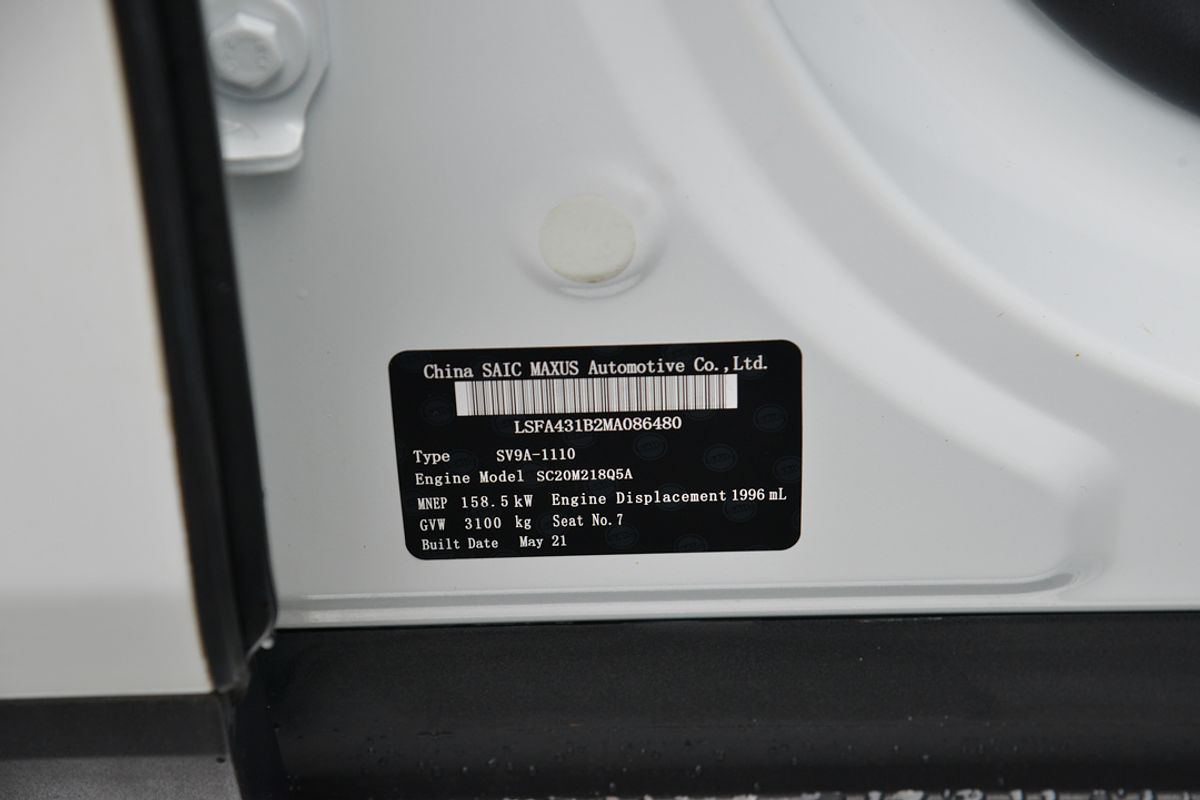 China SAIC MAXUS Automotive Co.,Ltd.
LSFA431B2MA086480
Type SV9A-1110
Engine Model SC20M218Q5A
MNEP 158.5 kW Engine Displacement 1996 mL
GVW 3100 kg Seat No. 7
Built Date May 21